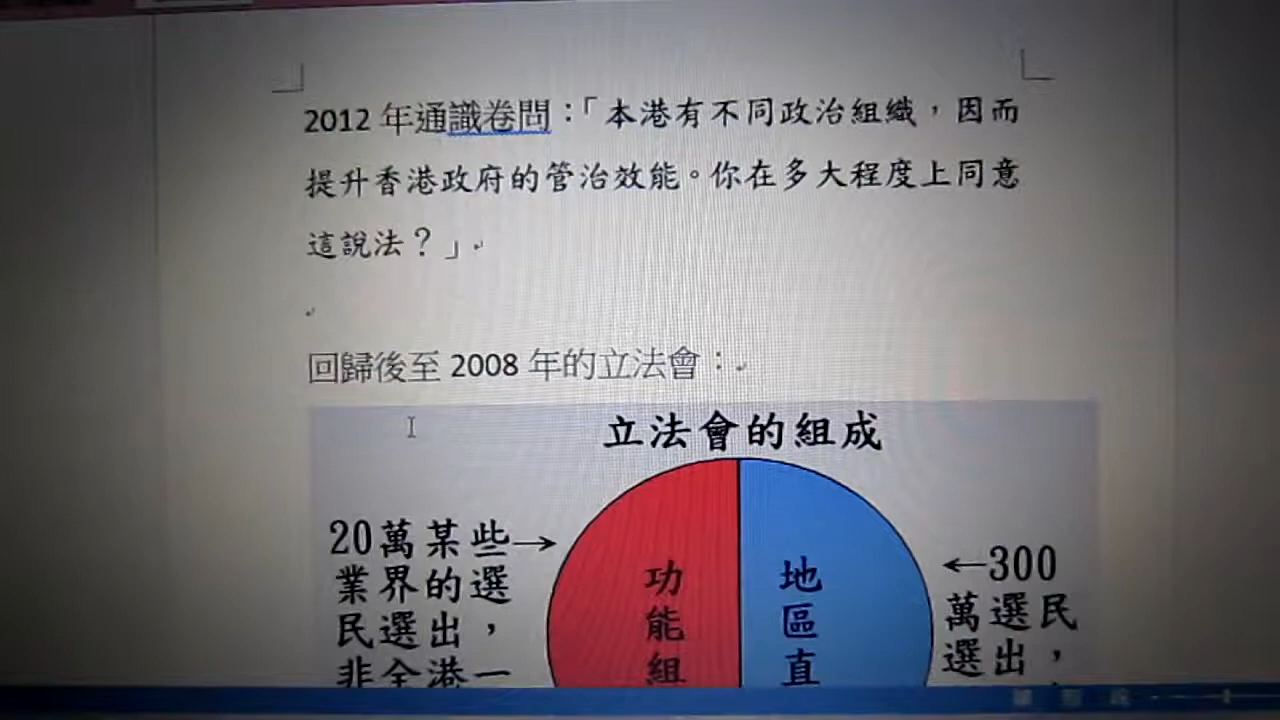 2012 年通識卷問：「本港有不同政治組織，因而
提升香港政府的管治效能。你在多大程度上同意
這說法？」
回歸後至 2008 年的立法會：
立法會的組成
20萬某些→
業界的選
民選出，
非全港一
功能組
地區直
←300
萬選民
選出，